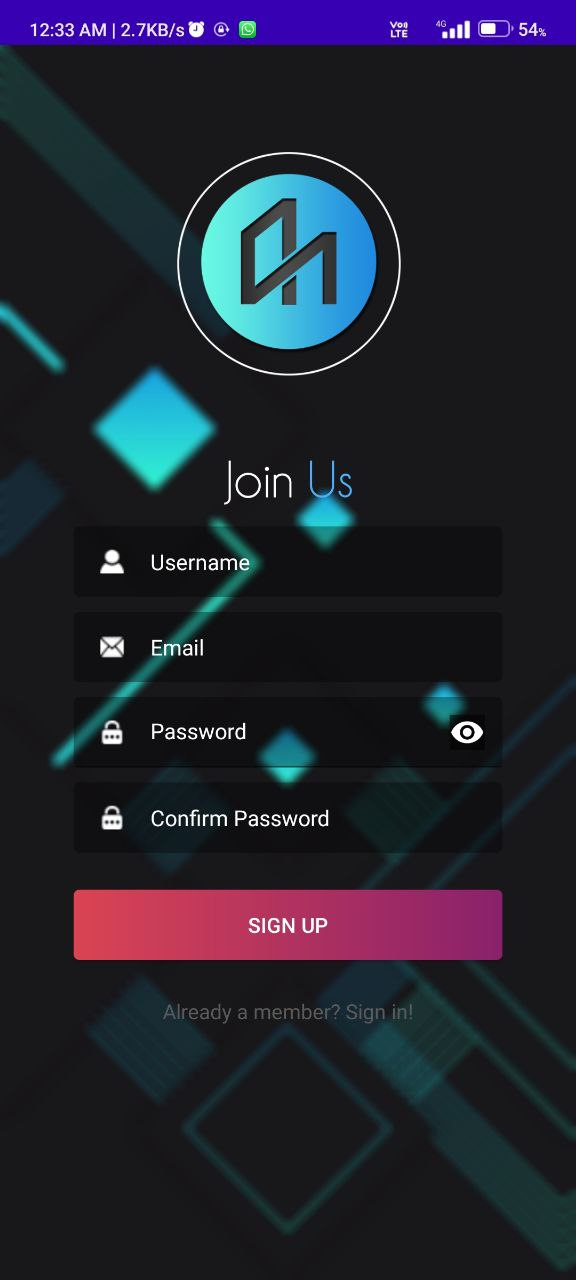 12:33 AM | 2.7KB/s Vo)) LTE 4G 54%
Join Us
Username
Email
Password
Confirm Password
SIGN UP
Already a member? Sign in!